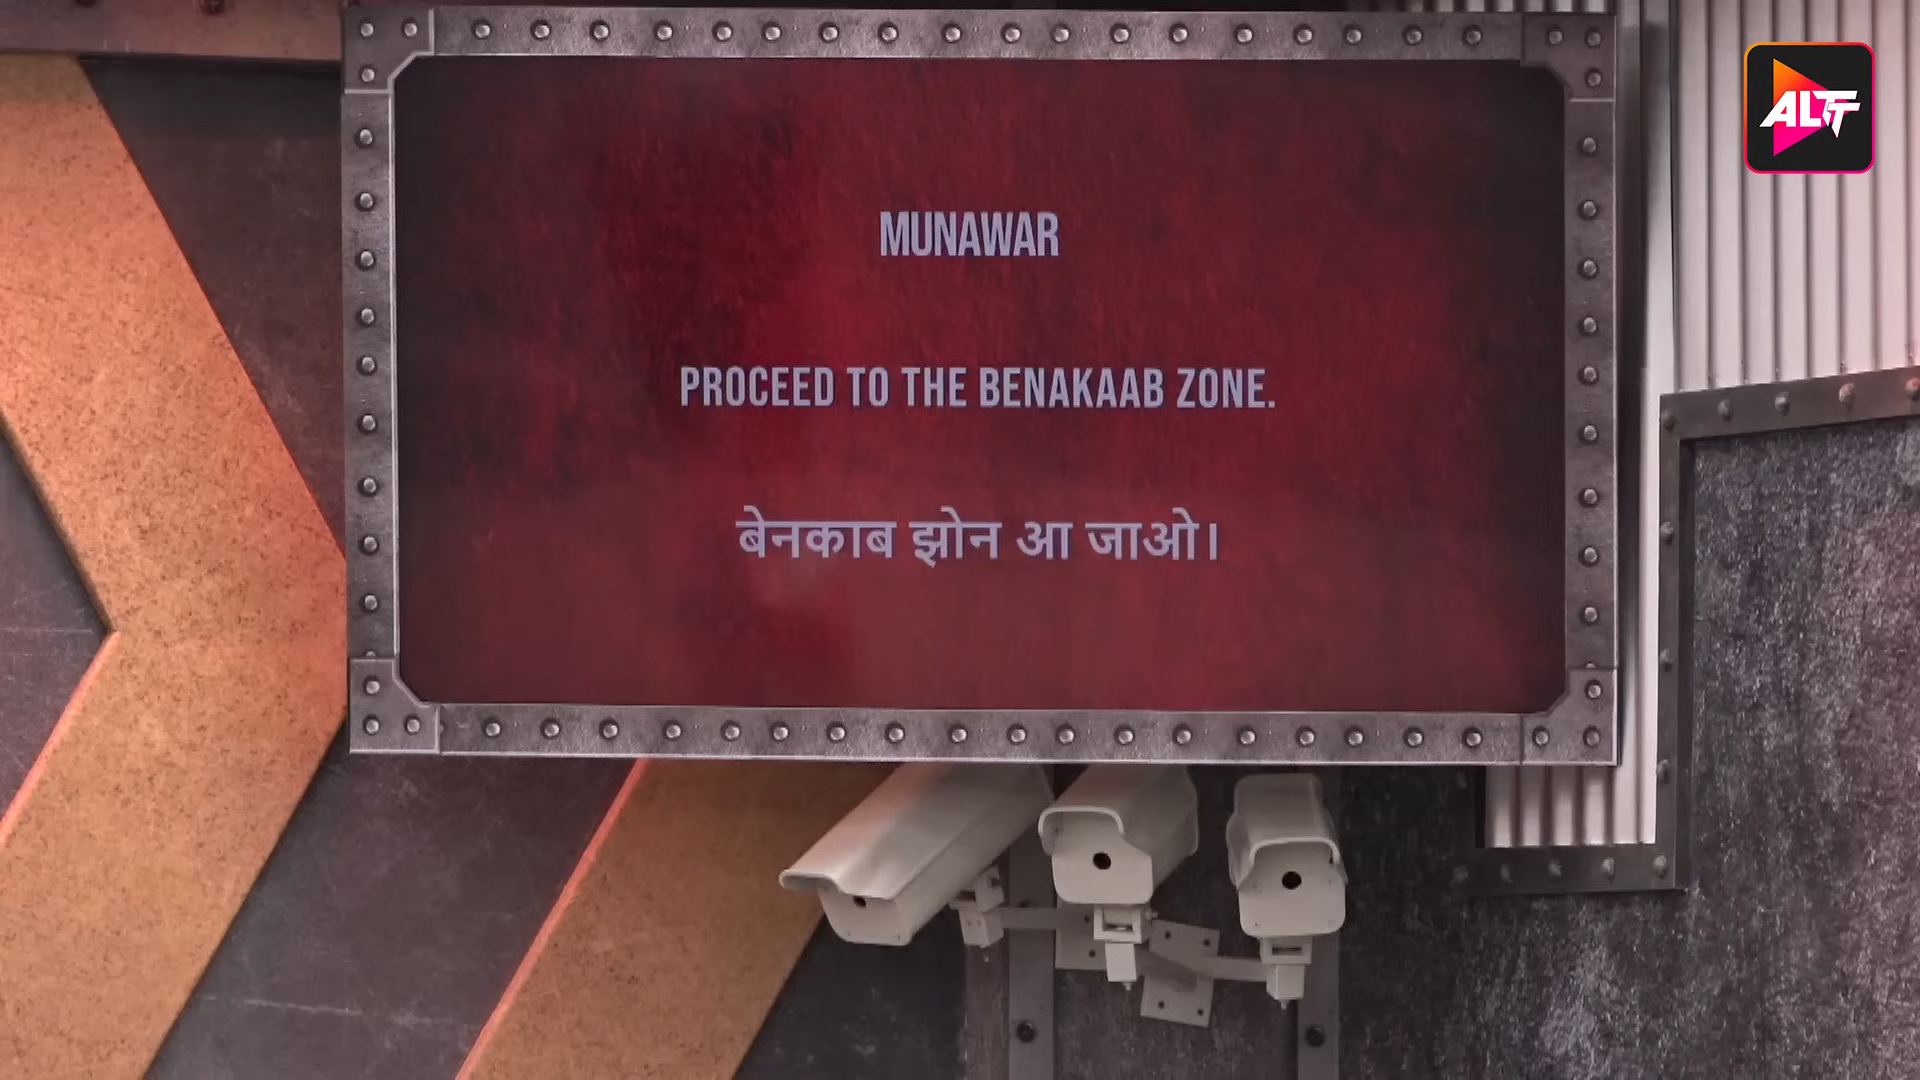 MUNAWAR
PROCEED TO THE BENAKAAB ZONE.
बेनकाब झोन आ जाओ।
ALTT